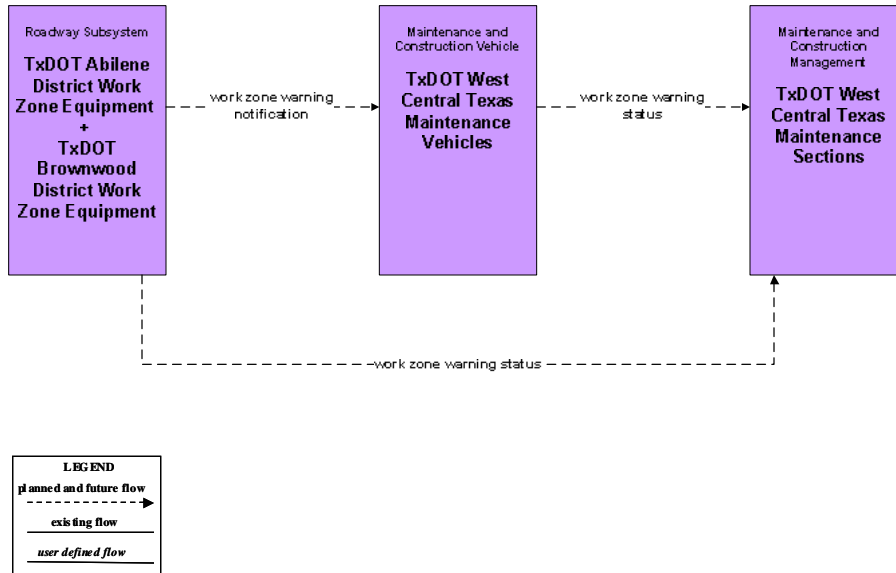 Roadway Subsystem
TxDOT Abilene
District Work
Zone Equipment
+
TxDOT
Brownwood
District Work
Zone Equipment
work zone warning
notification
Maintenance and
Construction Vehicle
TxDOT West
Central Texas
Maintenance
Vehicles
work zone warning
status
Maintenance and
Construction
Management
TxDOT West
Central Texas
Maintenance
Sections
work zone warning status
LEGEND
planned and future flow
existing flow
user defined flow